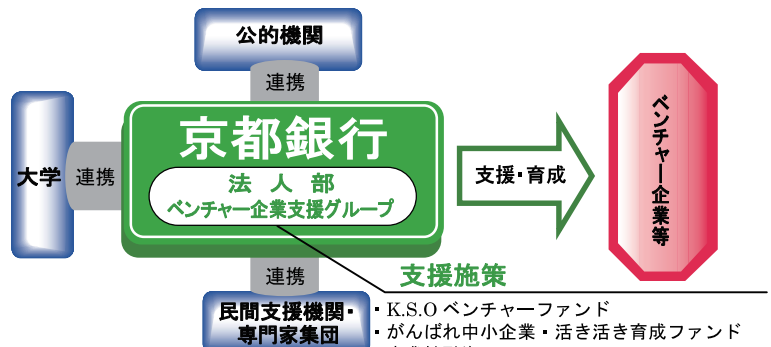 公的機関
連携
京都銀行
法人部
ベンチャー企業支援グループ
大学
連携
支援・育成
ベンチャー企業等
連携
民間支援機関・
専門家集団
支援施策
・K.S.O ベンチャーファンド
・がんばれ中小企業・活き活き育成ファンド